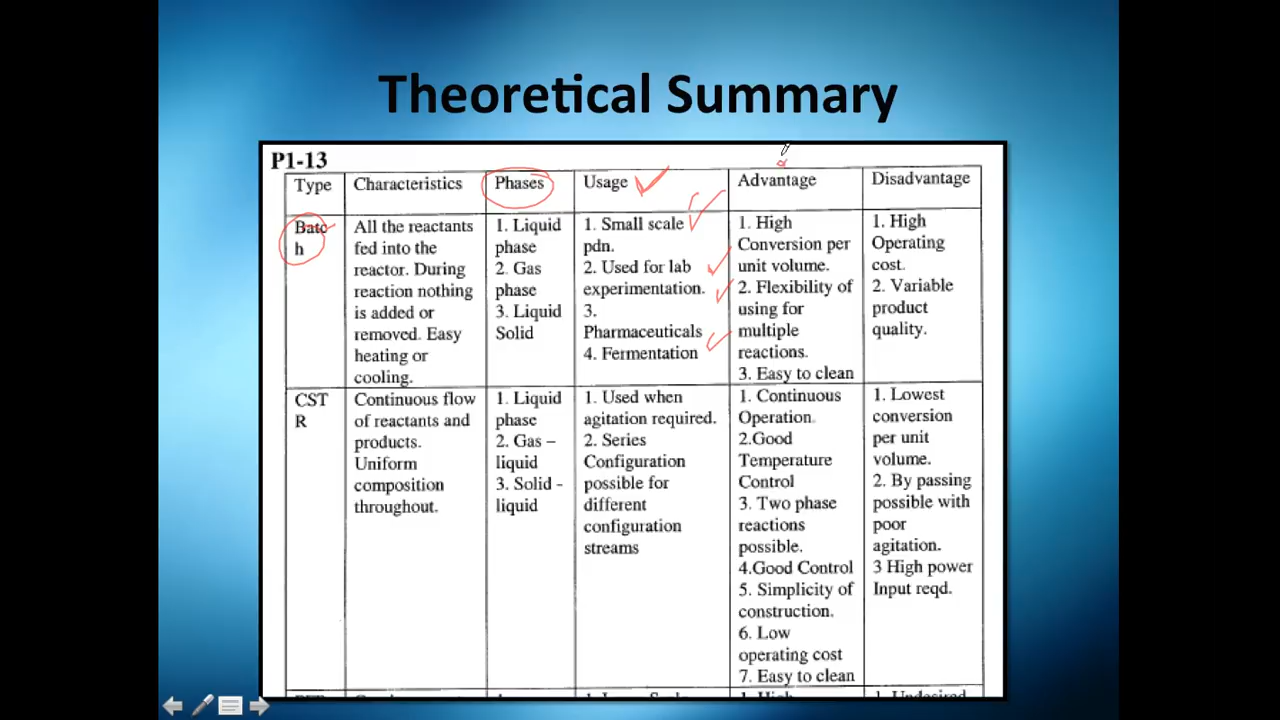 Theoretical Summary
P1-13
Type
Characteristics
Phases
Usage
Advantage
Disadvantage
Batc
h
All the reactants
fed into the
reactor. During
reaction nothing
is added or
removed. Easy
heating or
cooling.
1. Liquid
phase
2. Gas
phase
3. Liquid
Solid
1. Small scale
pdn.
2. Used for lab
experimentation.
3.
Pharmaceuticals
4. Fermentation
1. High
Conversion per
unit volume.
2. Flexibility of
using for
multiple
reactions.
3. Easy to clean
1. High
Operating
cost.
2. Variable
product
quality.
CST
R
Continuous flow
of reactants and
products.
Uniform
composition
throughout.
1. Liquid
phase
2. Gas –
liquid
3. Solid -
liquid
1. Used when
agitation required.
2. Series
Configuration
possible for
different
configuration
streams
1. Continuous
Operation.
2.Good
Temperature
Control
3. Two phase
reactions
possible.
4.Good Control
5. Simplicity of
construction.
6. Low
operating cost
7. Easy to clean
1. Lowest
conversion
per unit
volume.
2. By passing
possible with
poor
agitation.
3 High power
Input reqd.
1. High
1. Undesired